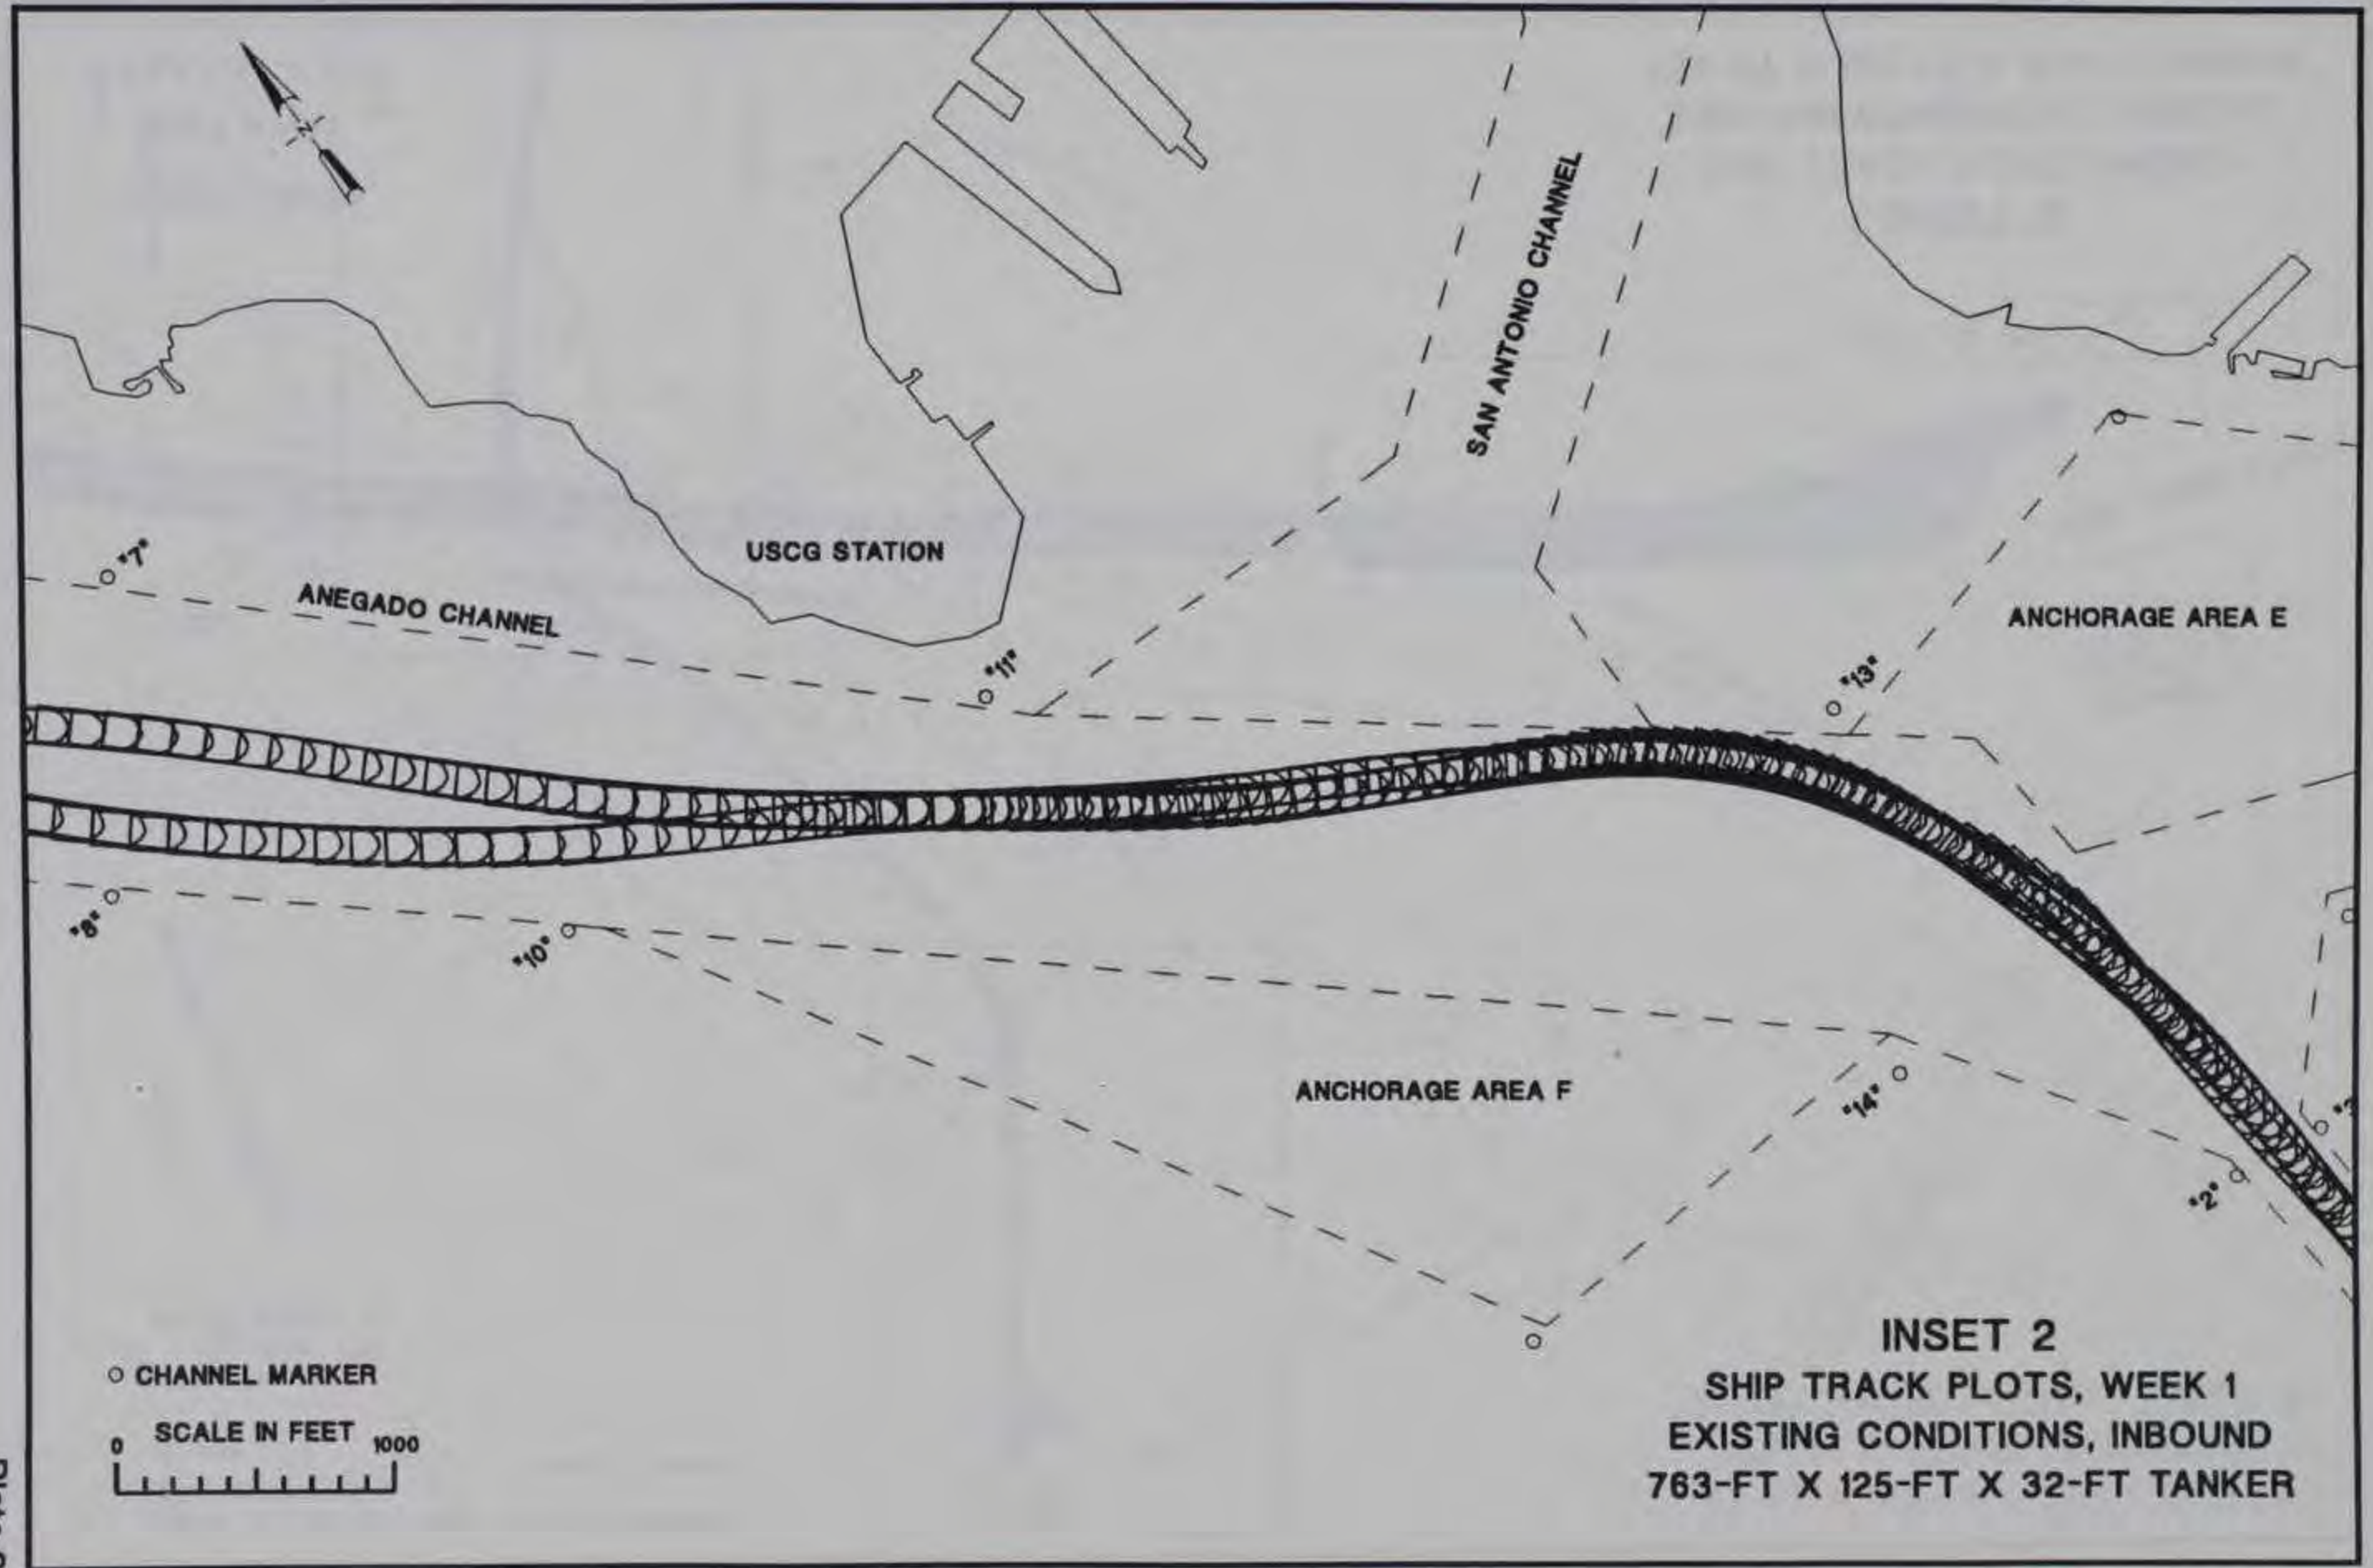 N
SAN ANTONIO CHANNEL
USCG STATION
"7"
ANEGADO CHANNEL
"11"
"13"
ANCHORAGE AREA E
"8"
"10"
ANCHORAGE AREA F
"14"
"2"
INSET 2
SHIP TRACK PLOTS, WEEK 1
EXISTING CONDITIONS, INBOUND
763-FT X 125-FT X 32-FT TANKER
CHANNEL MARKER
SCALE IN FEET
0 1000